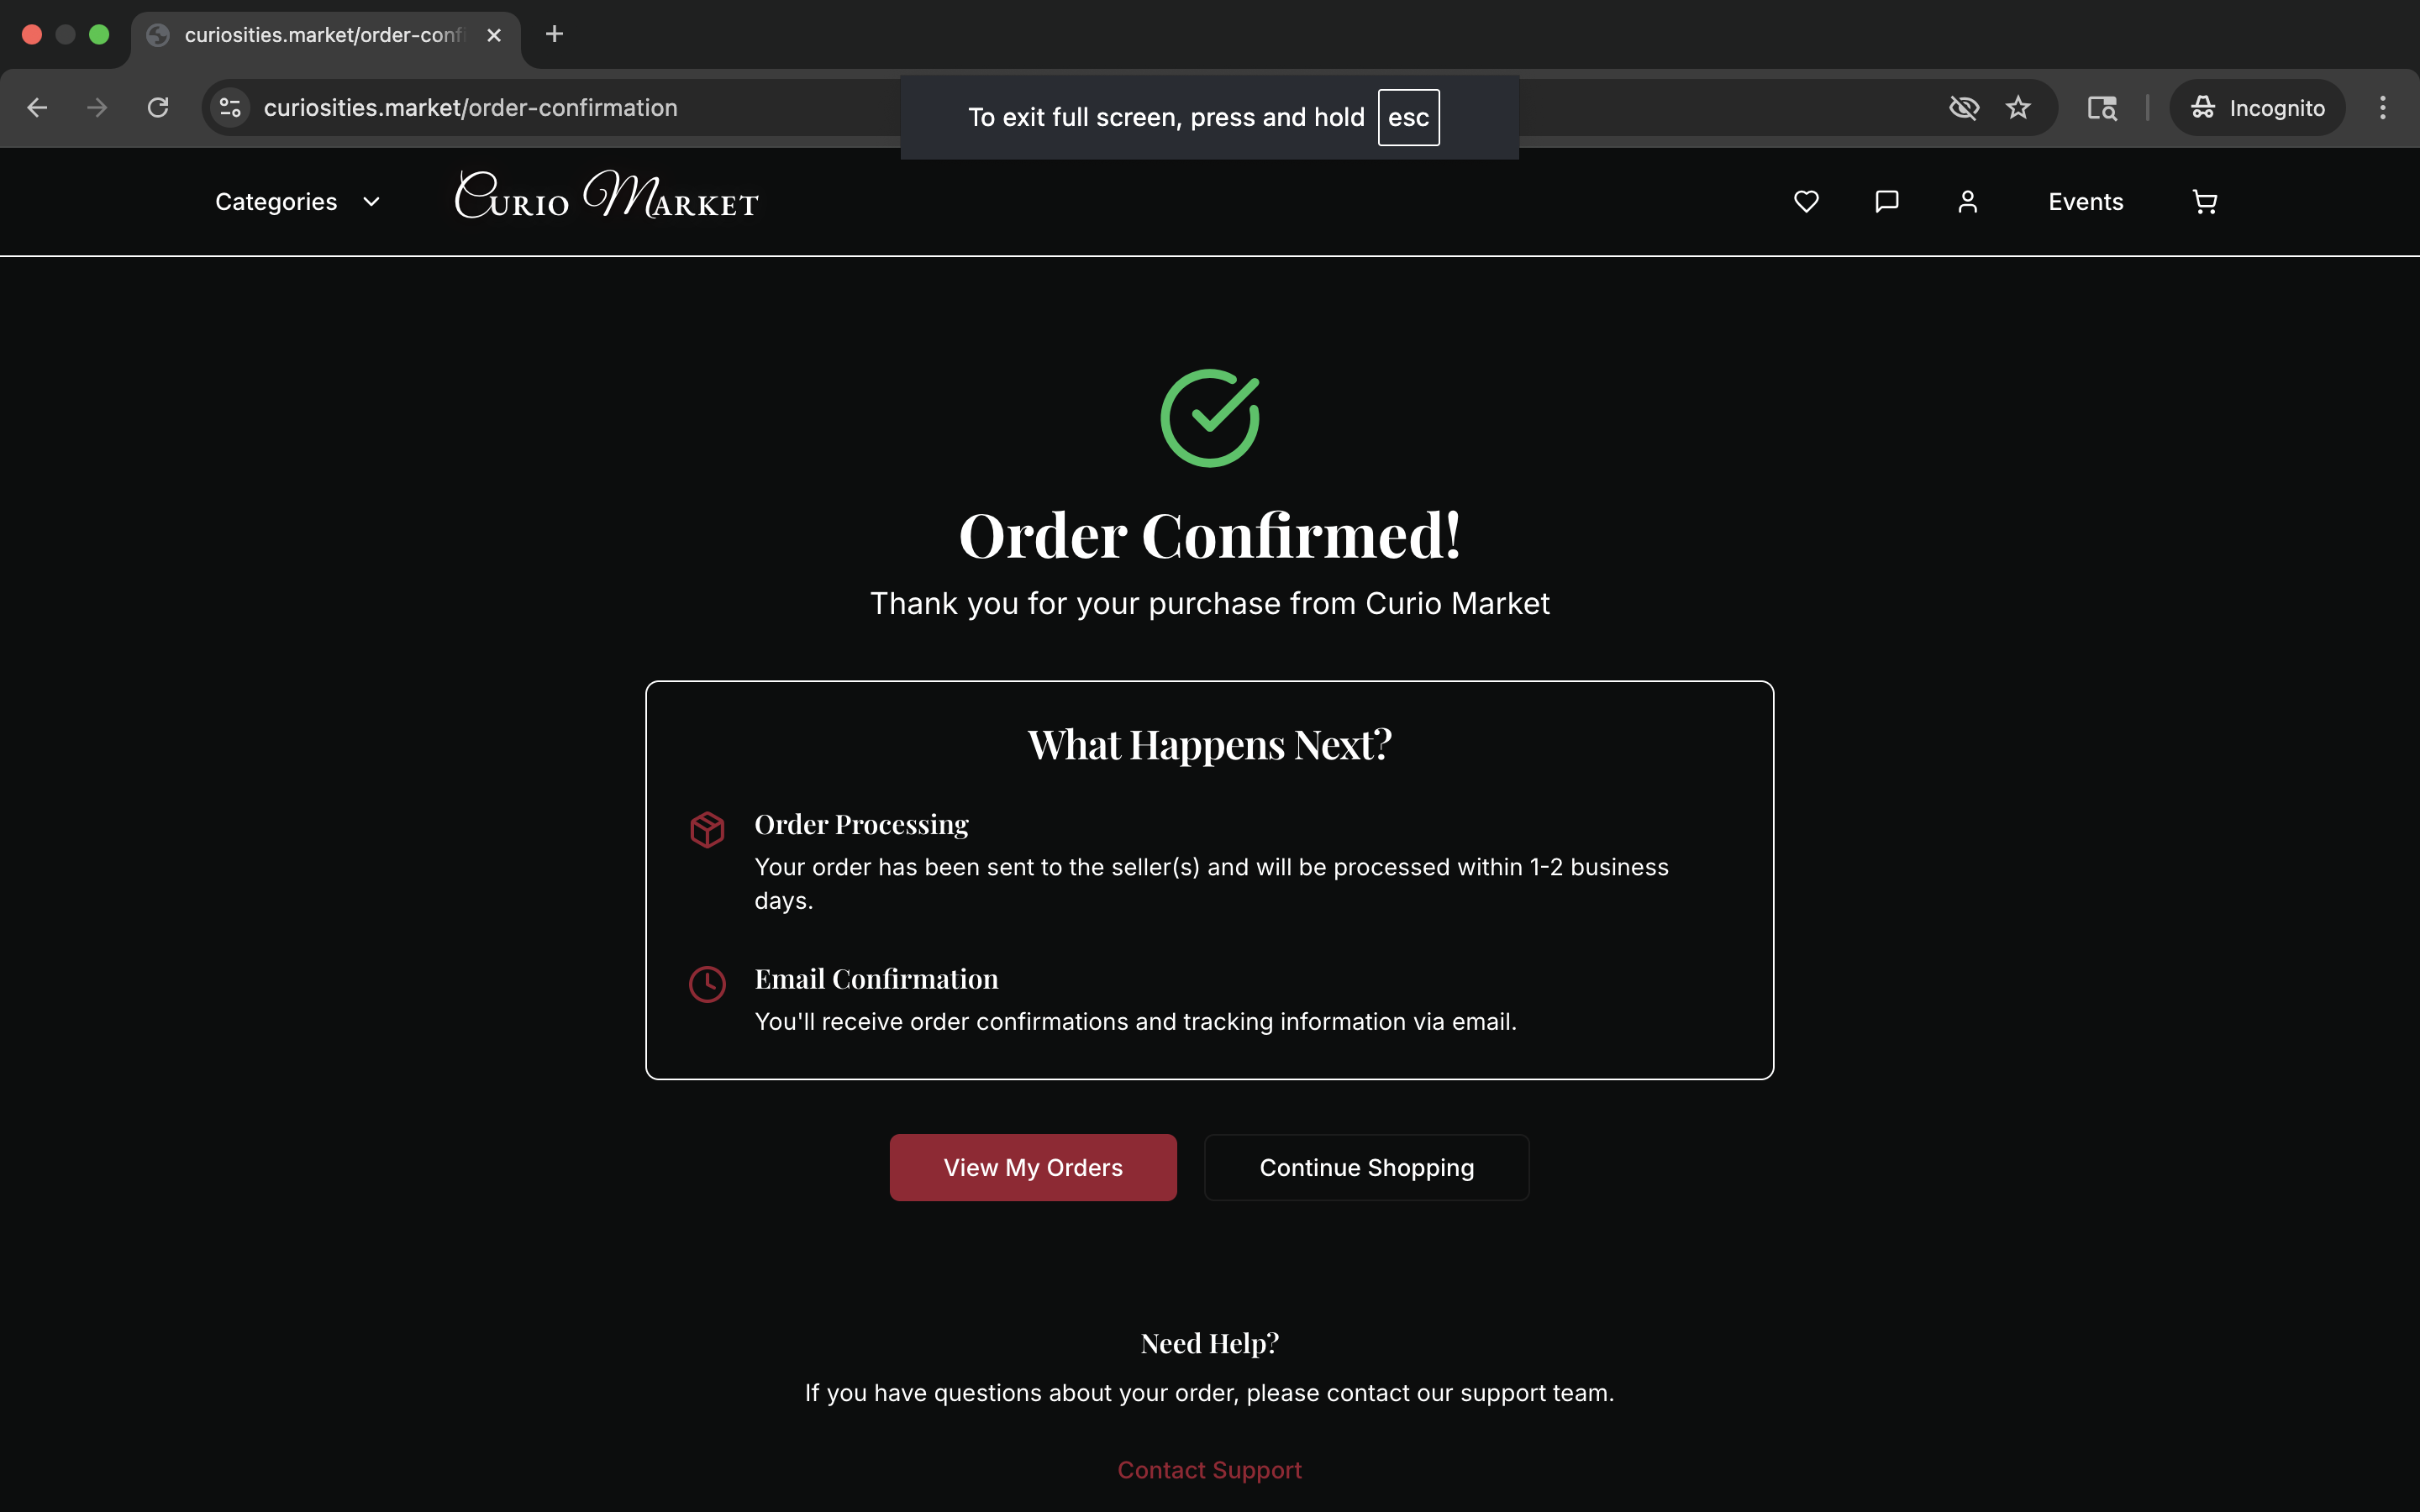 curiosities.market/order-conf
curiosities.market/order-confirmation
To exit full screen, press and hold esc
Incognito
Categories
Curio Market
Events
Order Confirmed!
Thank you for your purchase from Curio Market
What Happens Next?
Order Processing
Your order has been sent to the seller(s) and will be processed within 1-2 business
days.
Email Confirmation
You'll receive order confirmations and tracking information via email.
View My Orders
Continue Shopping
Need Help?
If you have questions about your order, please contact our support team.
Contact Support